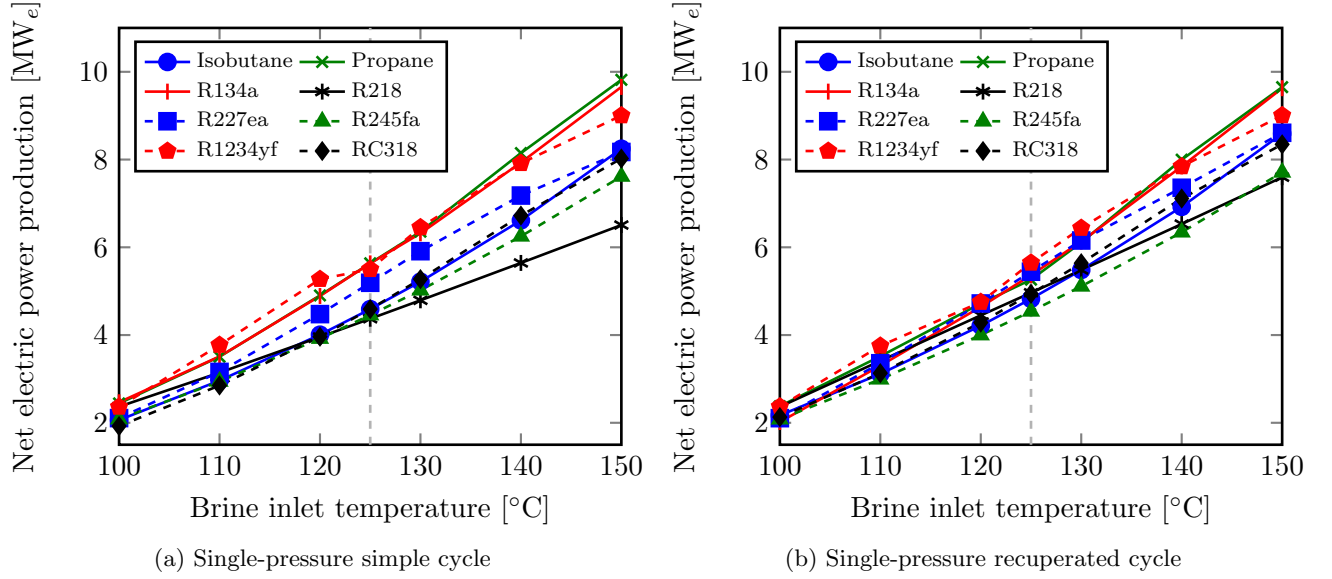 Net electric power production [MWe]
10
8
6
4
2
Isobutane Propane
R134a R218
R227ea R245fa
R1234yf RC318
100 110 120 130 140 150
Brine inlet temperature [°C]
(a) Single-pressure simple cycle
Net electric power production [MWe]
10
8
6
4
2
Isobutane Propane
R134a R218
R227ea R245fa
R1234yf RC318
100 110 120 130 140 150
Brine inlet temperature [°C]
(b) Single-pressure recuperated cycle